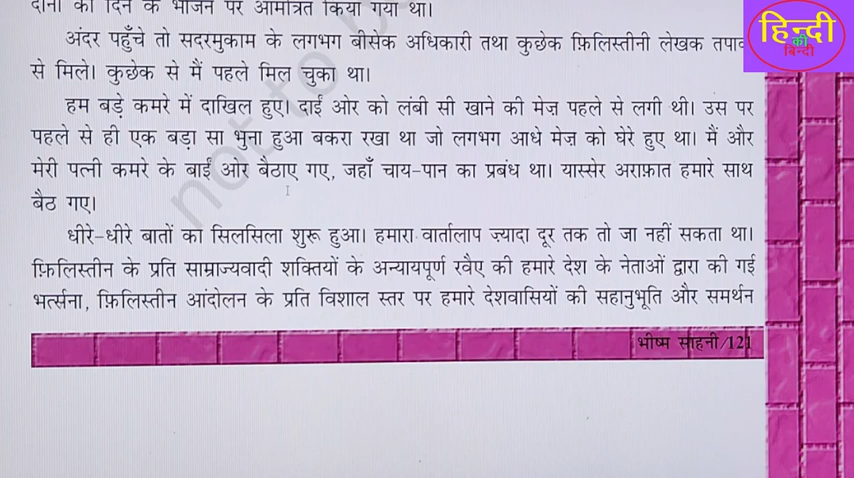 दोनों को दिन के भोजन पर आमंत्रित किया गया था।
अंदर पहुँचे तो सदरमुकाम के लगभग बीसेक अधिकारी तथा कुछेक फ़िलिस्तीनी लेखक तपाक
से मिले। कुछेक से मैं पहले मिल चुका था।
हम बड़े कमरे में दाखिल हुए। दाईं ओर को लंबी सी खाने की मेज़ पहले से लगी थी। उस पर
पहले से ही एक बड़ा सा भुना हुआ बकरा रखा था जो लगभग आधे मेज़ को घेरे हुए था। मैं और
मेरी पत्नी कमरे के बाईं ओर बैठाए गए, जहाँ चाय-पान का प्रबंध था। यास्सेर अराफ़ात हमारे साथ
बैठ गए।
धीरे-धीरे बातों का सिलसिला शुरू हुआ। हमारा वार्तालाप ज़्यादा दूर तक तो जा नहीं सकता था।
फ़िलिस्तीन के प्रति साम्राज्यवादी शक्तियों के अन्यायपूर्ण रवैए की हमारे देश के नेताओं द्वारा की गई
भर्त्सना, फ़िलिस्तीन आंदोलन के प्रति विशाल स्तर पर हमारे देशवासियों की सहानुभूति और समर्थन
भीष्म साहनी/121
हिन्दी
की
बिन्दी
not to be